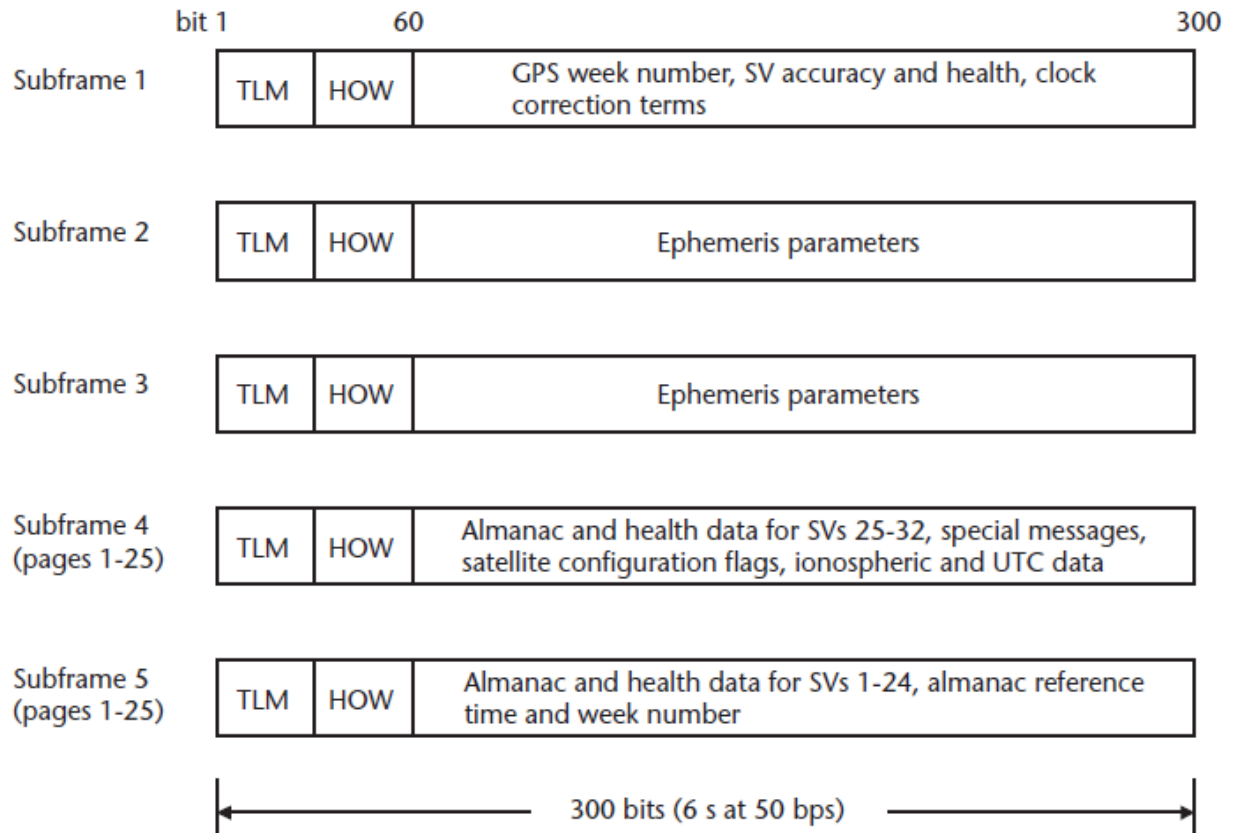 bit 1 60 300
Subframe 1
TLM HOW
GPS week number, SV accuracy and health, clock
correction terms
Subframe 2
TLM HOW
Ephemeris parameters
Subframe 3
TLM HOW
Ephemeris parameters
Subframe 4
(pages 1-25)
TLM HOW
Almanac and health data for SVs 25-32, special messages,
satellite configuration flags, ionospheric and UTC data
Subframe 5
(pages 1-25)
TLM HOW
Almanac and health data for SVs 1-24, almanac reference
time and week number
300 bits (6 s at 50 bps)